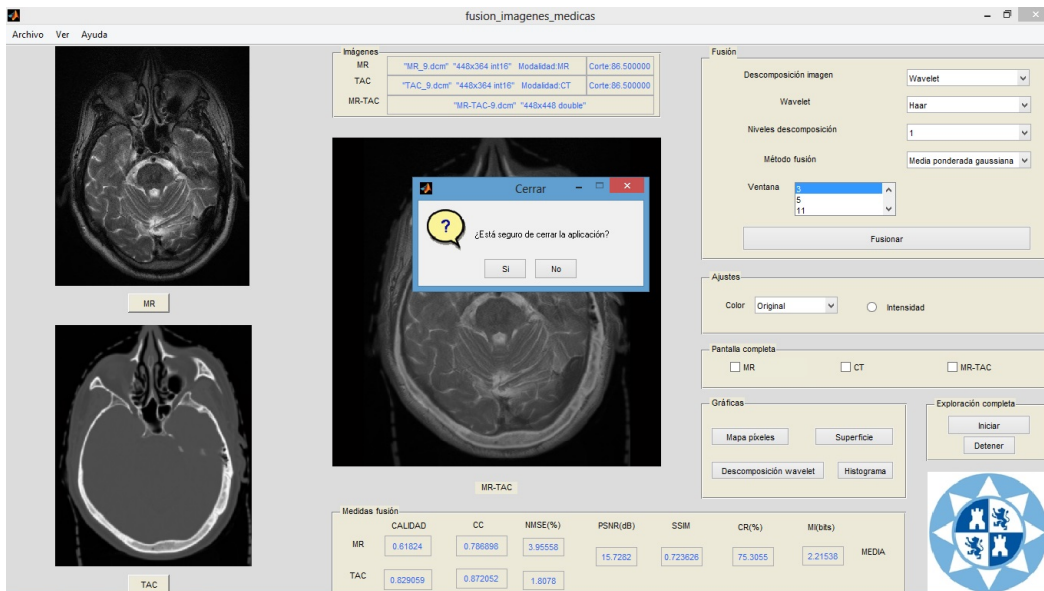 fusion_imagenes_medicas
Archivo Ver Ayuda
Imágenes
MR "MR_9.dcm" "448x364 int16" Modalidad:MR Corte:86.500000
TAC "TAC_9.dcm" "448x364 int16" Modalidad:CT Corte:86.500000
MR-TAC "MR-TAC-9.dcm" "448x448 double"
MR
TAC
Cerrar
¿Está seguro de cerrar la aplicación?
Si No
MR-TAC
Fusión
Descomposición imagen Wavelet
Wavelet Haar
Niveles descomposición 1
Método fusión Media ponderada gaussiana
Ventana 3
5
11
Fusionar
Ajustes
Color Original Intensidad
Pantalla completa
MR CT MR-TAC
Gráficas
Mapa píxeles Superficie
Descomposición wavelet Histograma
Exploración completa
Iniciar
Detener
Medidas fusión
CALIDAD CC NMSE(%) PSNR(dB) SSIM CR(%) MI(bits)
MR 0.61824 0.786898 3.95558
15.7282 0.723626 75.3055 2.21538 MEDIA
TAC 0.829059 0.872052 1.8078